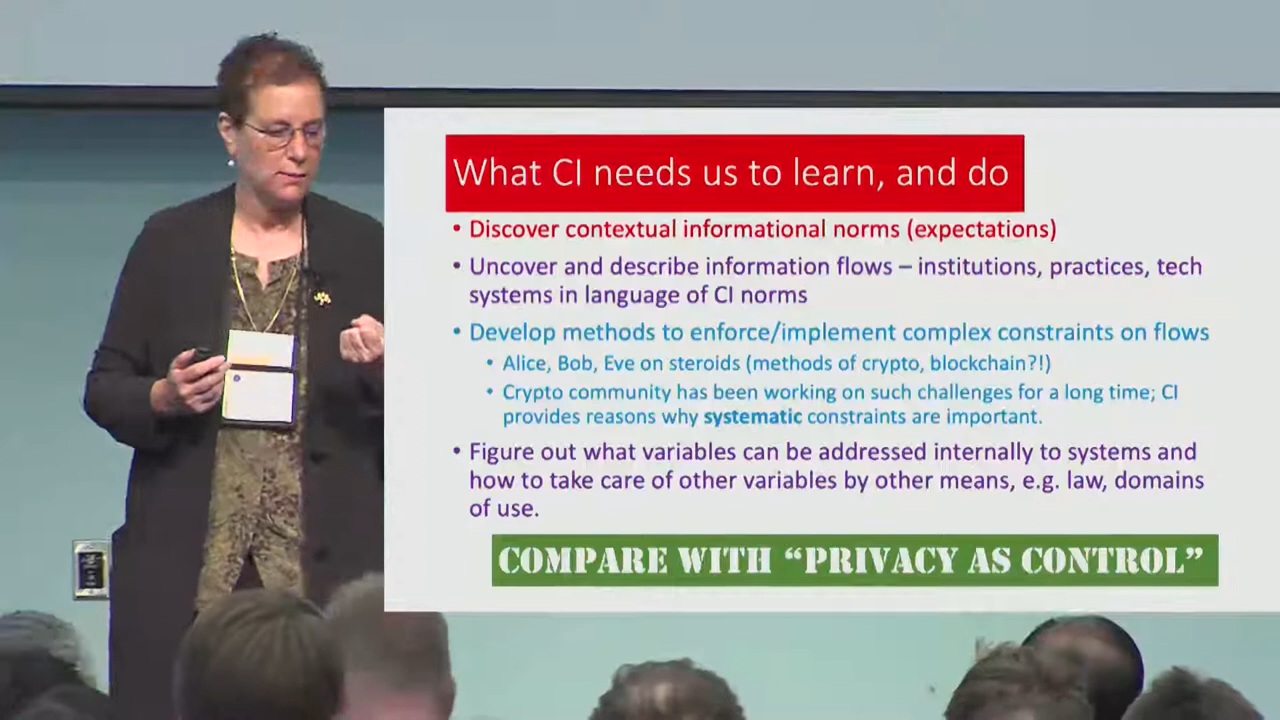 What CI needs us to learn, and do
• Discover contextual informational norms (expectations)
• Uncover and describe information flows – institutions, practices, tech
systems in language of CI norms
• Develop methods to enforce/implement complex constraints on flows
• Alice, Bob, Eve on steroids (methods of crypto, blockchain?!)
• Crypto community has been working on such challenges for a long time; CI
provides reasons why systematic constraints are important.
• Figure out what variables can be addressed internally to systems and
how to take care of other variables by other means, e.g. law, domains
of use.
COMPARE WITH “PRIVACY AS CONTROL”